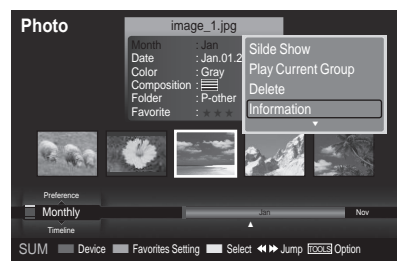 Photo
image_1.jpg
Month : Jan
Date : Jan.01.2
Color : Gray
Composition :
Folder : P-other
Favorite : ★ ★ ★
Silde Show
Play Current Group
Delete
Information
Preference
Monthly
Timeline
Jan
Nov
SUM Device Favorites Setting Select Jump TOOLS Option